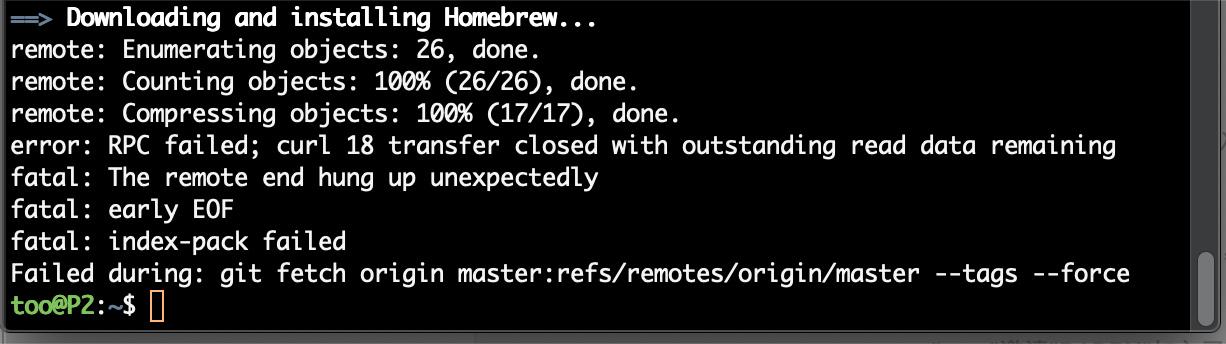 ==> Downloading and installing Homebrew...
remote: Enumerating objects: 26, done.
remote: Counting objects: 100% (26/26), done.
remote: Compressing objects: 100% (17/17), done.
error: RPC failed; curl 18 transfer closed with outstanding read data remaining
fatal: The remote end hung up unexpectedly
fatal: early EOF
fatal: index-pack failed
Failed during: git fetch origin master:refs/remotes/origin/master --tags --force
too@P2:~$